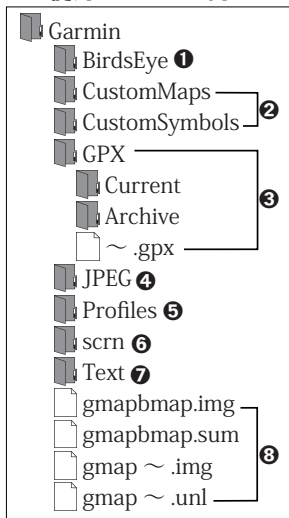 Garmin
BirdsEye ❶
CustomMaps
❷
CustomSymbols
GPX
Current
❸
Archive
～ .gpx
JPEG ❹
Profiles ❺
scrn ❻
Text ❼
gmapbmap.img
gmapbmap.sum
❽
gmap ～ .img
gmap ～ .unl